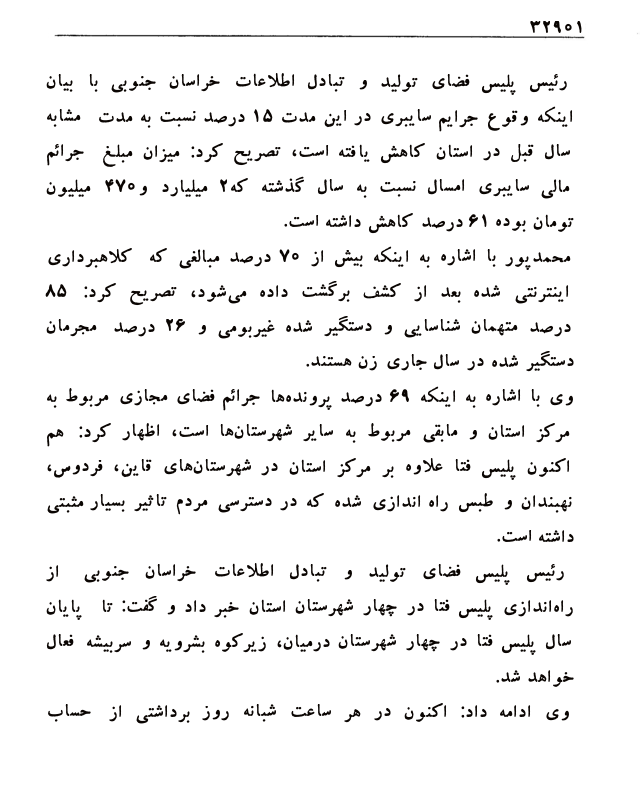 ۳۲۹۵۱
رئیس پلیس فضای تولید و تبادل اطلاعات خراسان جنوبی با بیان
اینکه وقوع جرایم سایبری در این مدت ۱۵ درصد نسبت به مدت مشابه
سال قبل در استان کاهش یافته است، تصریح کرد: میزان مبلغ جرائم
مالی سایبری امسال نسبت به سال گذشته که۲ میلیارد و۴۷۰ میلیون
تومان بوده ۶۱ درصد کاهش داشته است.
محمدپور با اشاره به اینکه بیش از ۷۰ درصد مبالغی که کلاهبرداری
اینترنتی شده بعد از کشف برگشت داده می‌شود، تصریح کرد: ۸۵
درصد متهمان شناسایی و دستگیر شده غیربومی و ۲۶ درصد مجرمان
دستگیر شده در سال جاری زن هستند.
وی با اشاره به اینکه ۶۹ درصد پرونده‌ها جرائم فضای مجازی مربوط به
مرکز استان و مابقی مربوط به سایر شهرستان‌ها است، اظهار کرد: هم
اکنون پلیس فتا علاوه بر مرکز استان در شهرستان‌های قاین، فردوس،
نهبندان و طبس راه اندازی شده که در دسترسی مردم تاثیر بسیار مثبتی
داشته است.
رئیس پلیس فضای تولید و تبادل اطلاعات خراسان جنوبی از
راه‌اندازی پلیس فتا در چهار شهرستان استان خبر داد و گفت: تا پایان
سال پلیس فتا در چهار شهرستان درمیان، زیرکوه بشرویه و سربیشه فعال
خواهد شد.
وی ادامه داد: اکنون در هر ساعت شبانه روز برداشتی از حساب